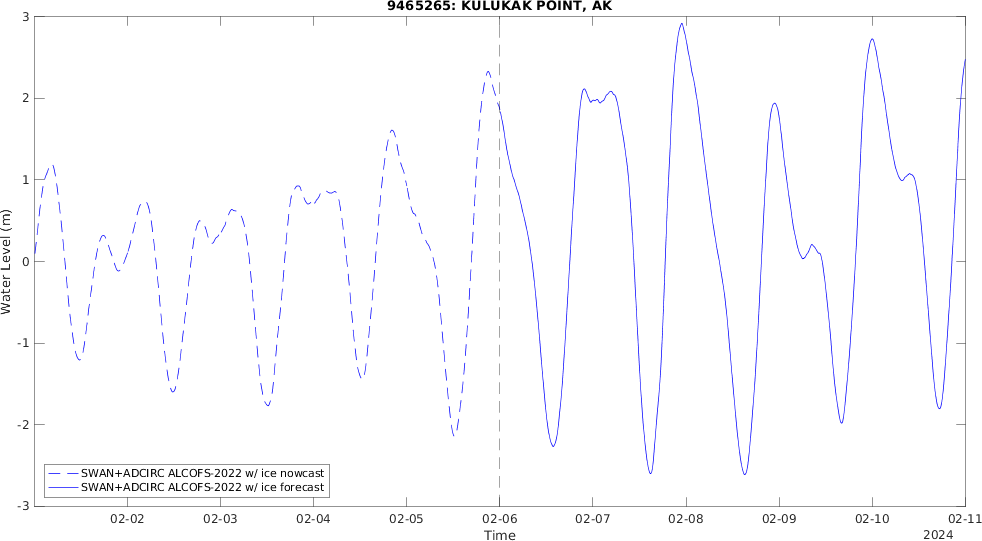 9465265: KULUKAK POINT, AK
3
2
1
0
-1
-2
-3
Water Level (m)
SWAN+ADCIRC ALCOFS-2022 w/ ice nowcast
SWAN+ADCIRC ALCOFS-2022 w/ ice forecast
02-02 02-03 02-04 02-05 02-06 02-07 02-08 02-09 02-10 02-11
Time
2024